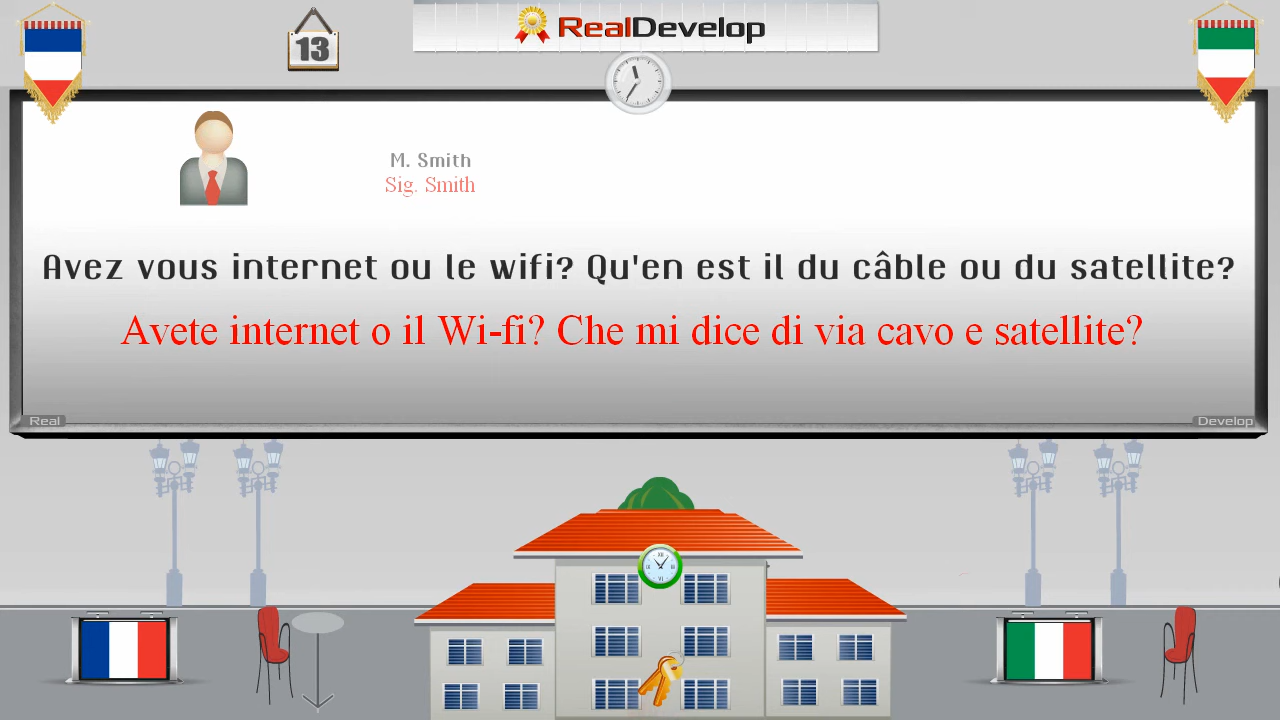 13
RealDevelop
M. Smith
Sig. Smith
Avez vous internet ou le wifi? Qu'en est il du câble ou du satellite?
Avete internet o il Wi-fi? Che mi dice di via cavo e satellite?
Real
Develop